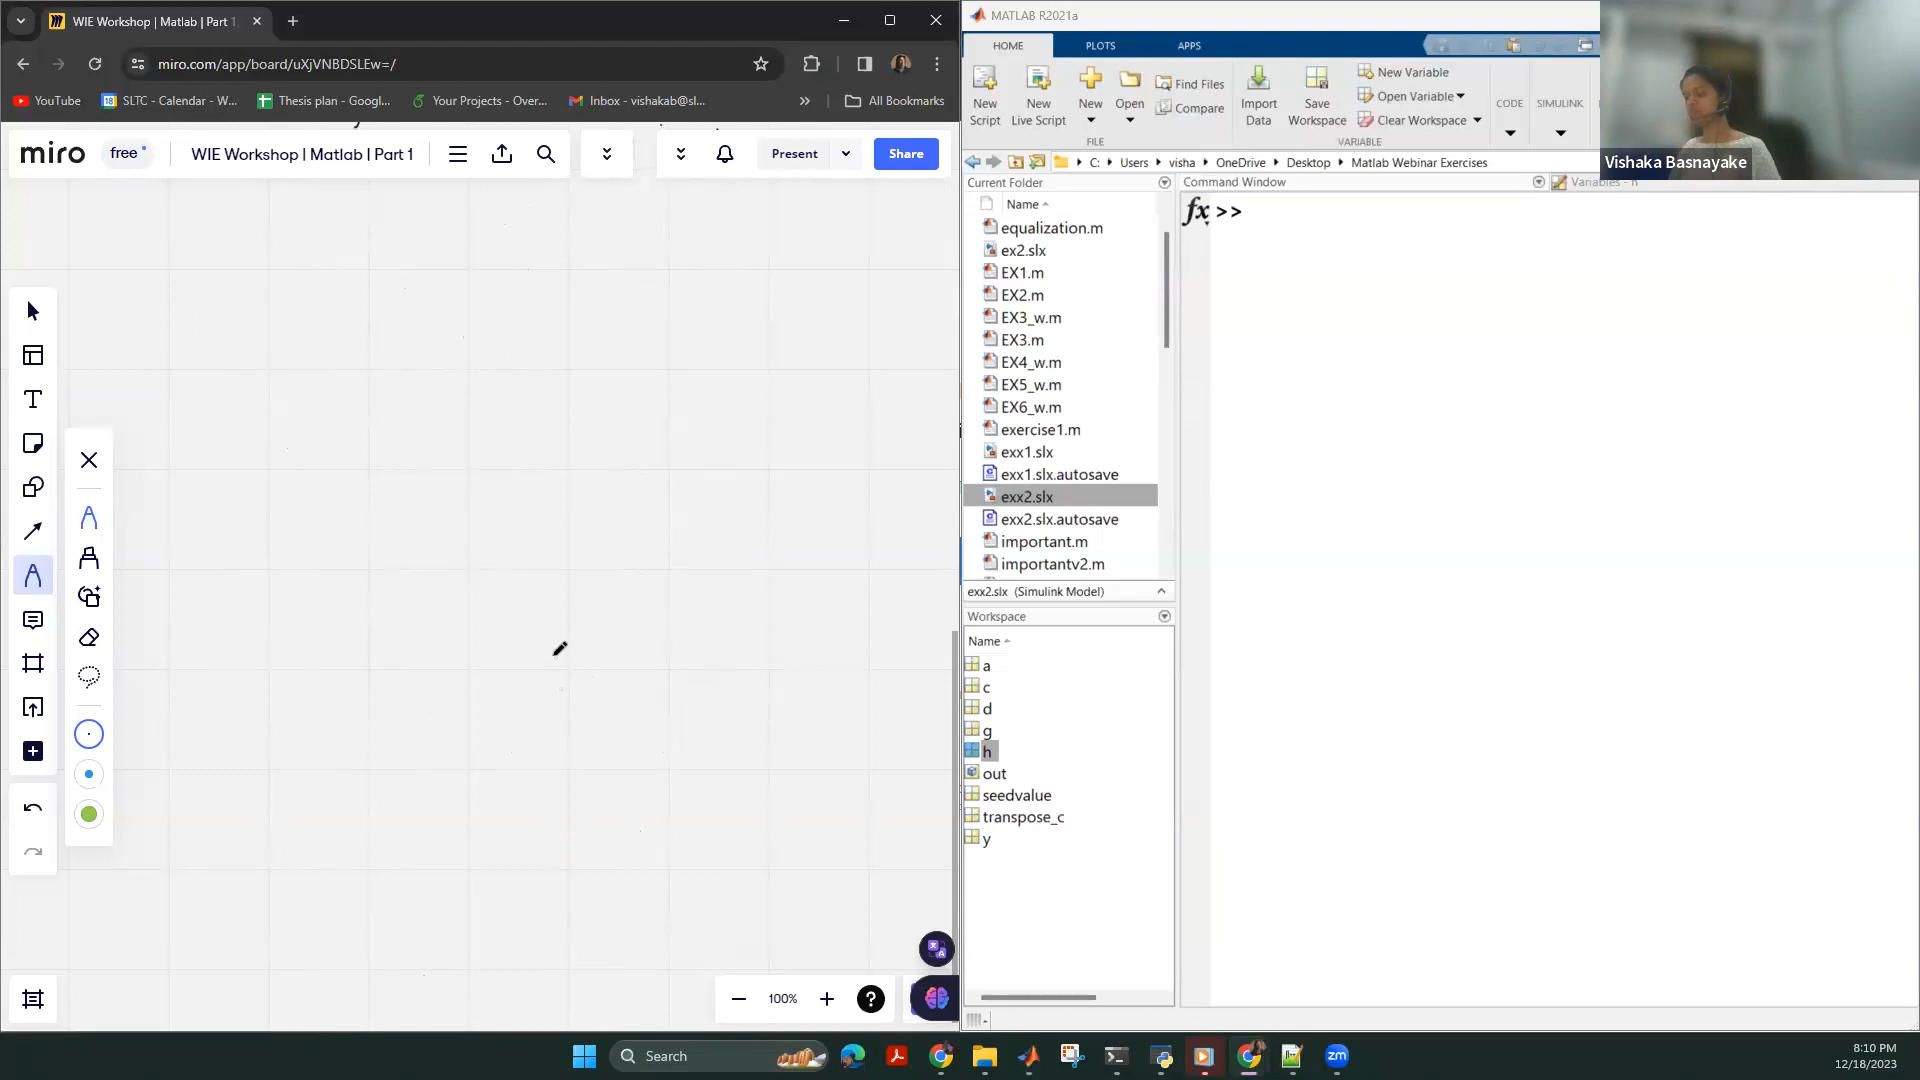 WIE Workshop | Matlab | Part 1
miro.com/app/board/uXjVNBDSLEw=/
YouTube
SLTC - Calendar - W...
Thesis plan - Googl...
Your Projects - Over...
Inbox - vishakab@sl...
All Bookmarks
miro
free
WIE Workshop | Matlab | Part 1
Present
Share
100%
MATLAB R2021a
HOME
PLOTS
APPS
New Script
New Live Script
New
Open
Find Files
Compare
Import Data
Save Workspace
New Variable
Open Variable
Clear Workspace
CODE
SIMULINK
FILE
VARIABLE
C:
Users
visha
OneDrive
Desktop
Matlab Webinar Exercises
Current Folder
Name
equalization.m
ex2.slx
EX1.m
EX2.m
EX3_w.m
EX3.m
EX4_w.m
EX5_w.m
EX6_w.m
exercise1.m
exx1.slx
exx1.slx.autosave
exx2.slx
exx2.slx.autosave
important.m
importantv2.m
exx2.slx (Simulink Model)
Workspace
Name
a
c
d
g
h
out
seedvalue
transpose_c
y
Command Window
Variables - h
fx >>
Vishaka Basnayake
Search
zm
8:10 PM
12/18/2023